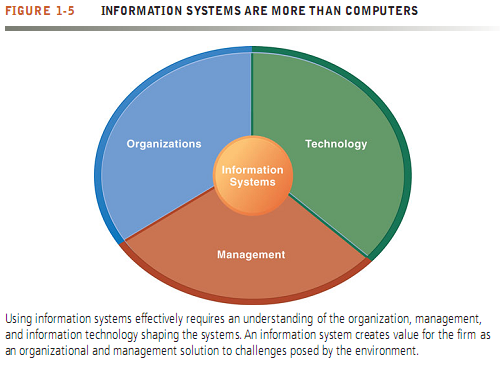 FIGURE 1-5 INFORMATION SYSTEMS ARE MORE THAN COMPUTERS
Organizations
Technology
Information
Systems
Management
Using information systems effectively requires an understanding of the organization, management,
and information technology shaping the systems. An information system creates value for the firm as
an organizational and management solution to challenges posed by the environment.